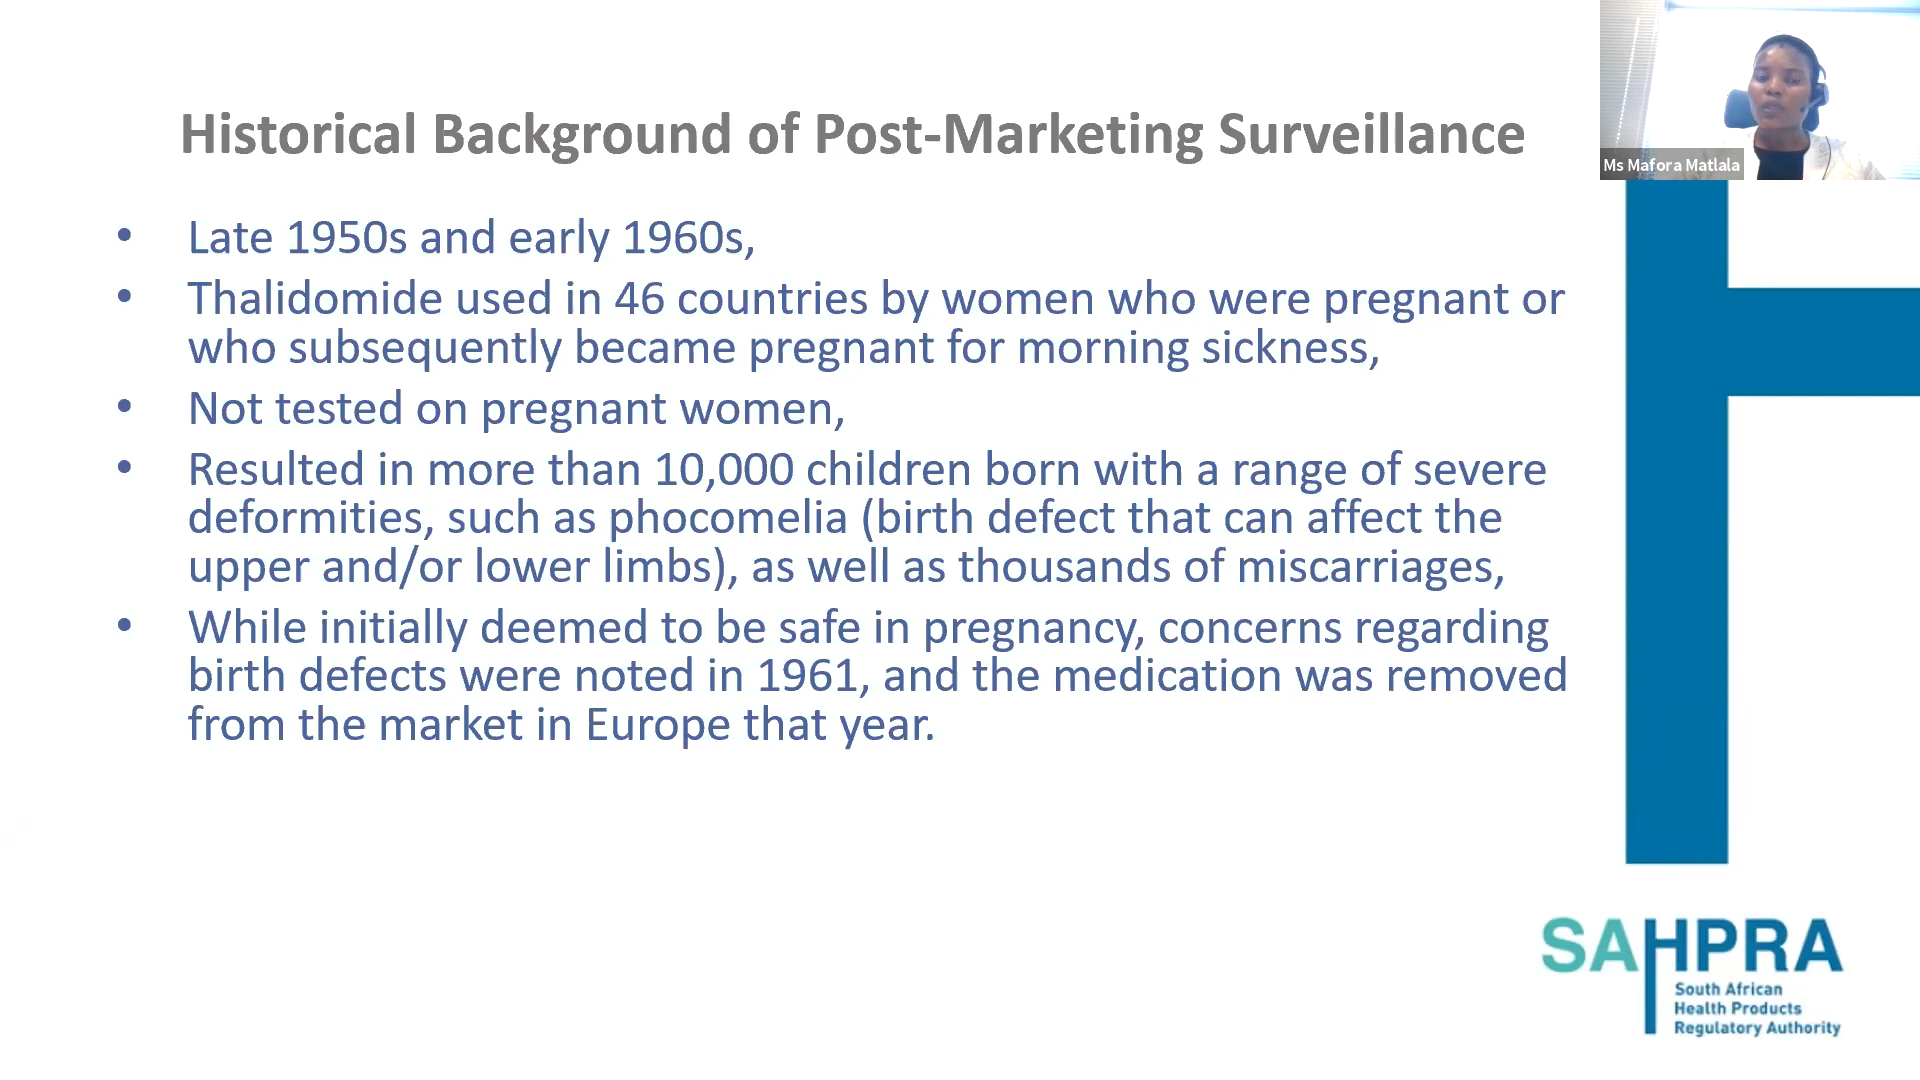 Historical Background of Post-Marketing Surveillance
Ms Mafora Matlala
• Late 1950s and early 1960s,
• Thalidomide used in 46 countries by women who were pregnant or
who subsequently became pregnant for morning sickness,
• Not tested on pregnant women,
• Resulted in more than 10,000 children born with a range of severe
deformities, such as phocomelia (birth defect that can affect the
upper and/or lower limbs), as well as thousands of miscarriages,
• While initially deemed to be safe in pregnancy, concerns regarding
birth defects were noted in 1961, and the medication was removed
from the market in Europe that year.
SAHPRA
South African
Health Products
Regulatory Authority